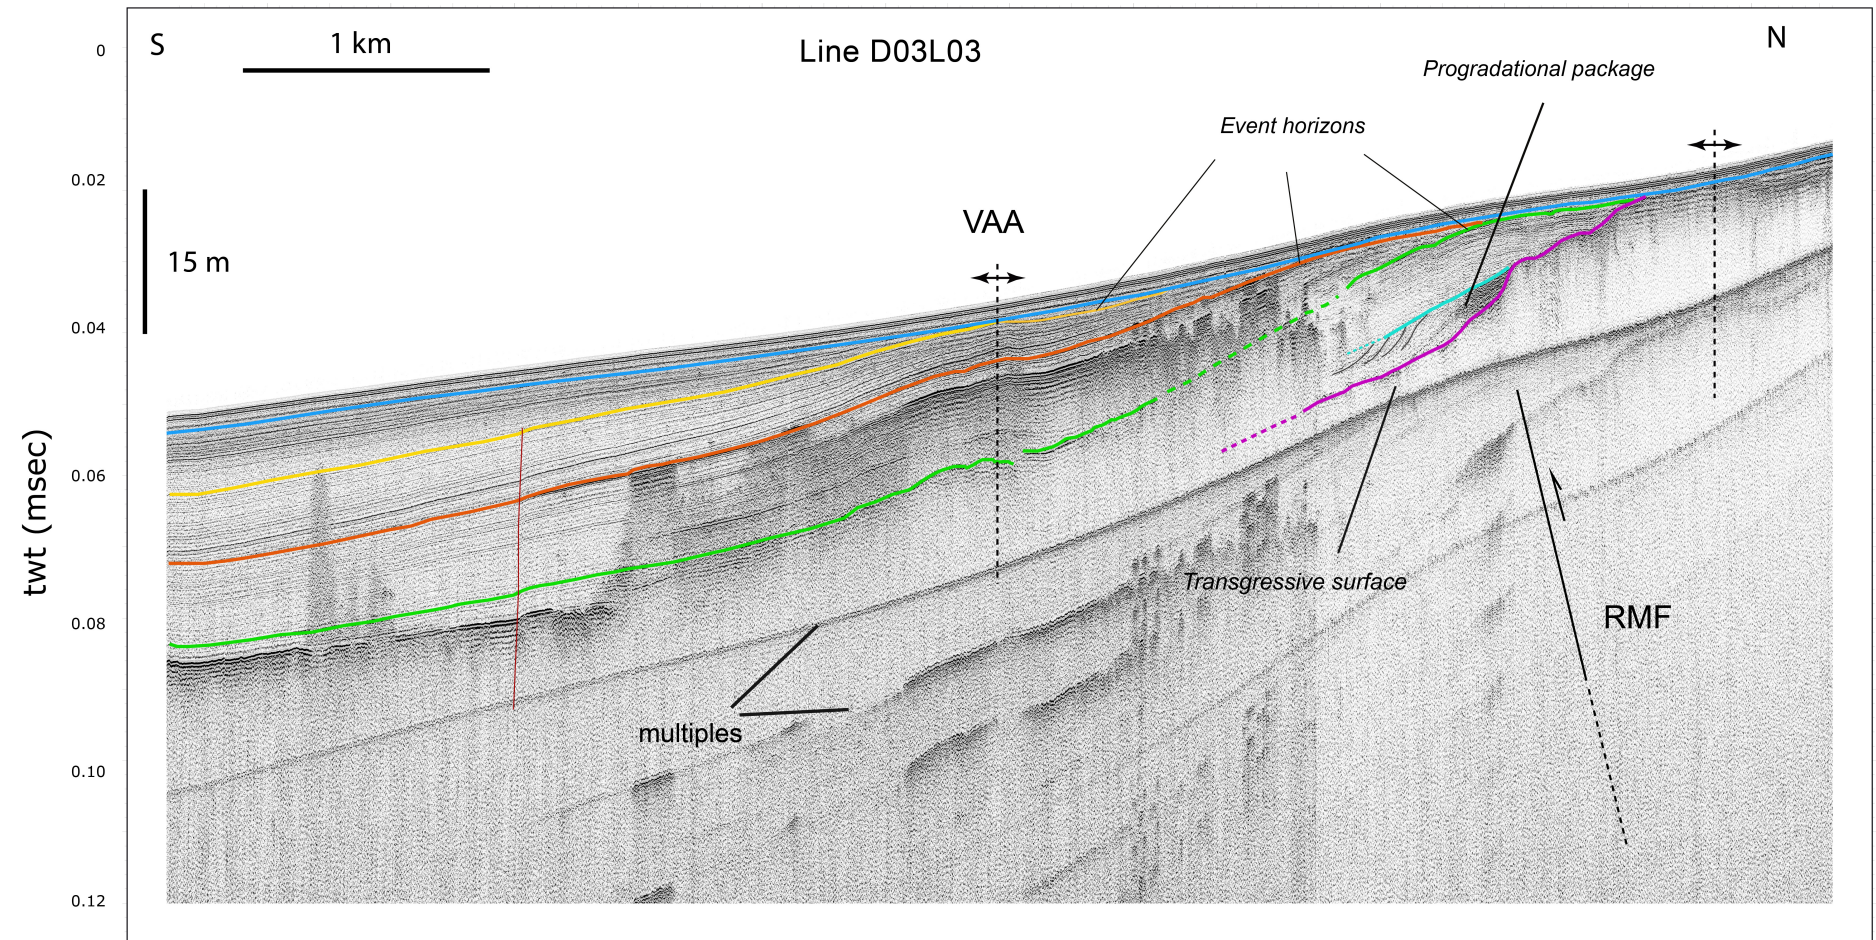 S
1 km
Line D03L03
N
Progradational package
Event horizons
VAA
15 m
0
0.02
0.04
0.06
0.08
0.10
0.12
twt (msec)
Transgressive surface
RMF
multiples